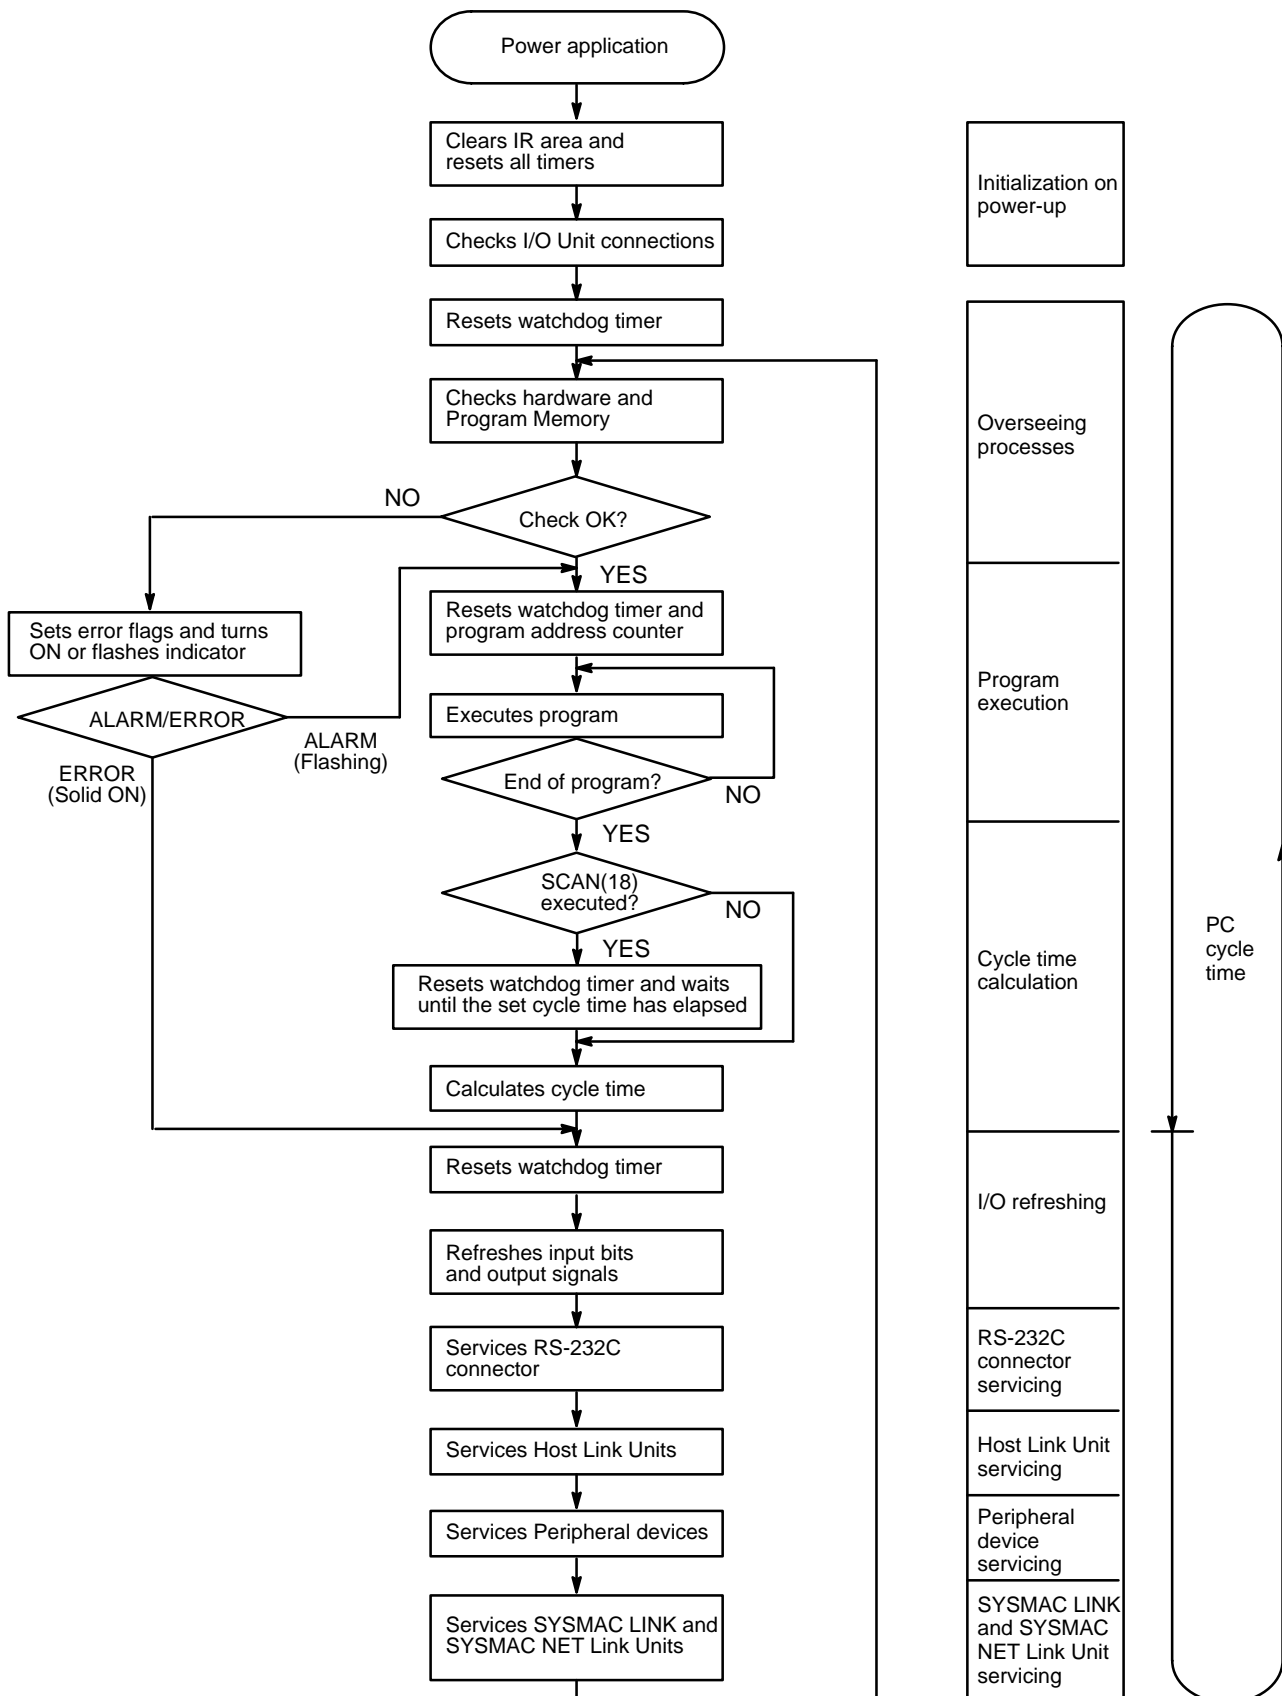 Power application
Clears IR area and
resets all timers
Checks I/O Unit connections
Resets watchdog timer
Checks hardware and
Program Memory
NO
Check OK?
YES
Sets error flags and turns
ON or flashes indicator
Resets watchdog timer and
program address counter
ALARM/ERROR
ALARM
(Flashing)
ERROR
(Solid ON)
Executes program
End of program?
NO
YES
SCAN(18)
executed?
NO
YES
Resets watchdog timer and waits
until the set cycle time has elapsed
Calculates cycle time
Resets watchdog timer
Refreshes input bits
and output signals
Services RS-232C
connector
Services Host Link Units
Services Peripheral devices
Services SYSMAC LINK and
SYSMAC NET Link Units
Initialization on
power-up
Overseeing
processes
Program
execution
Cycle time
calculation
I/O refreshing
RS-232C
connector
servicing
Host Link Unit
servicing
Peripheral
device
servicing
SYSMAC LINK
and SYSMAC
NET Link Unit
servicing
PC
cycle
time